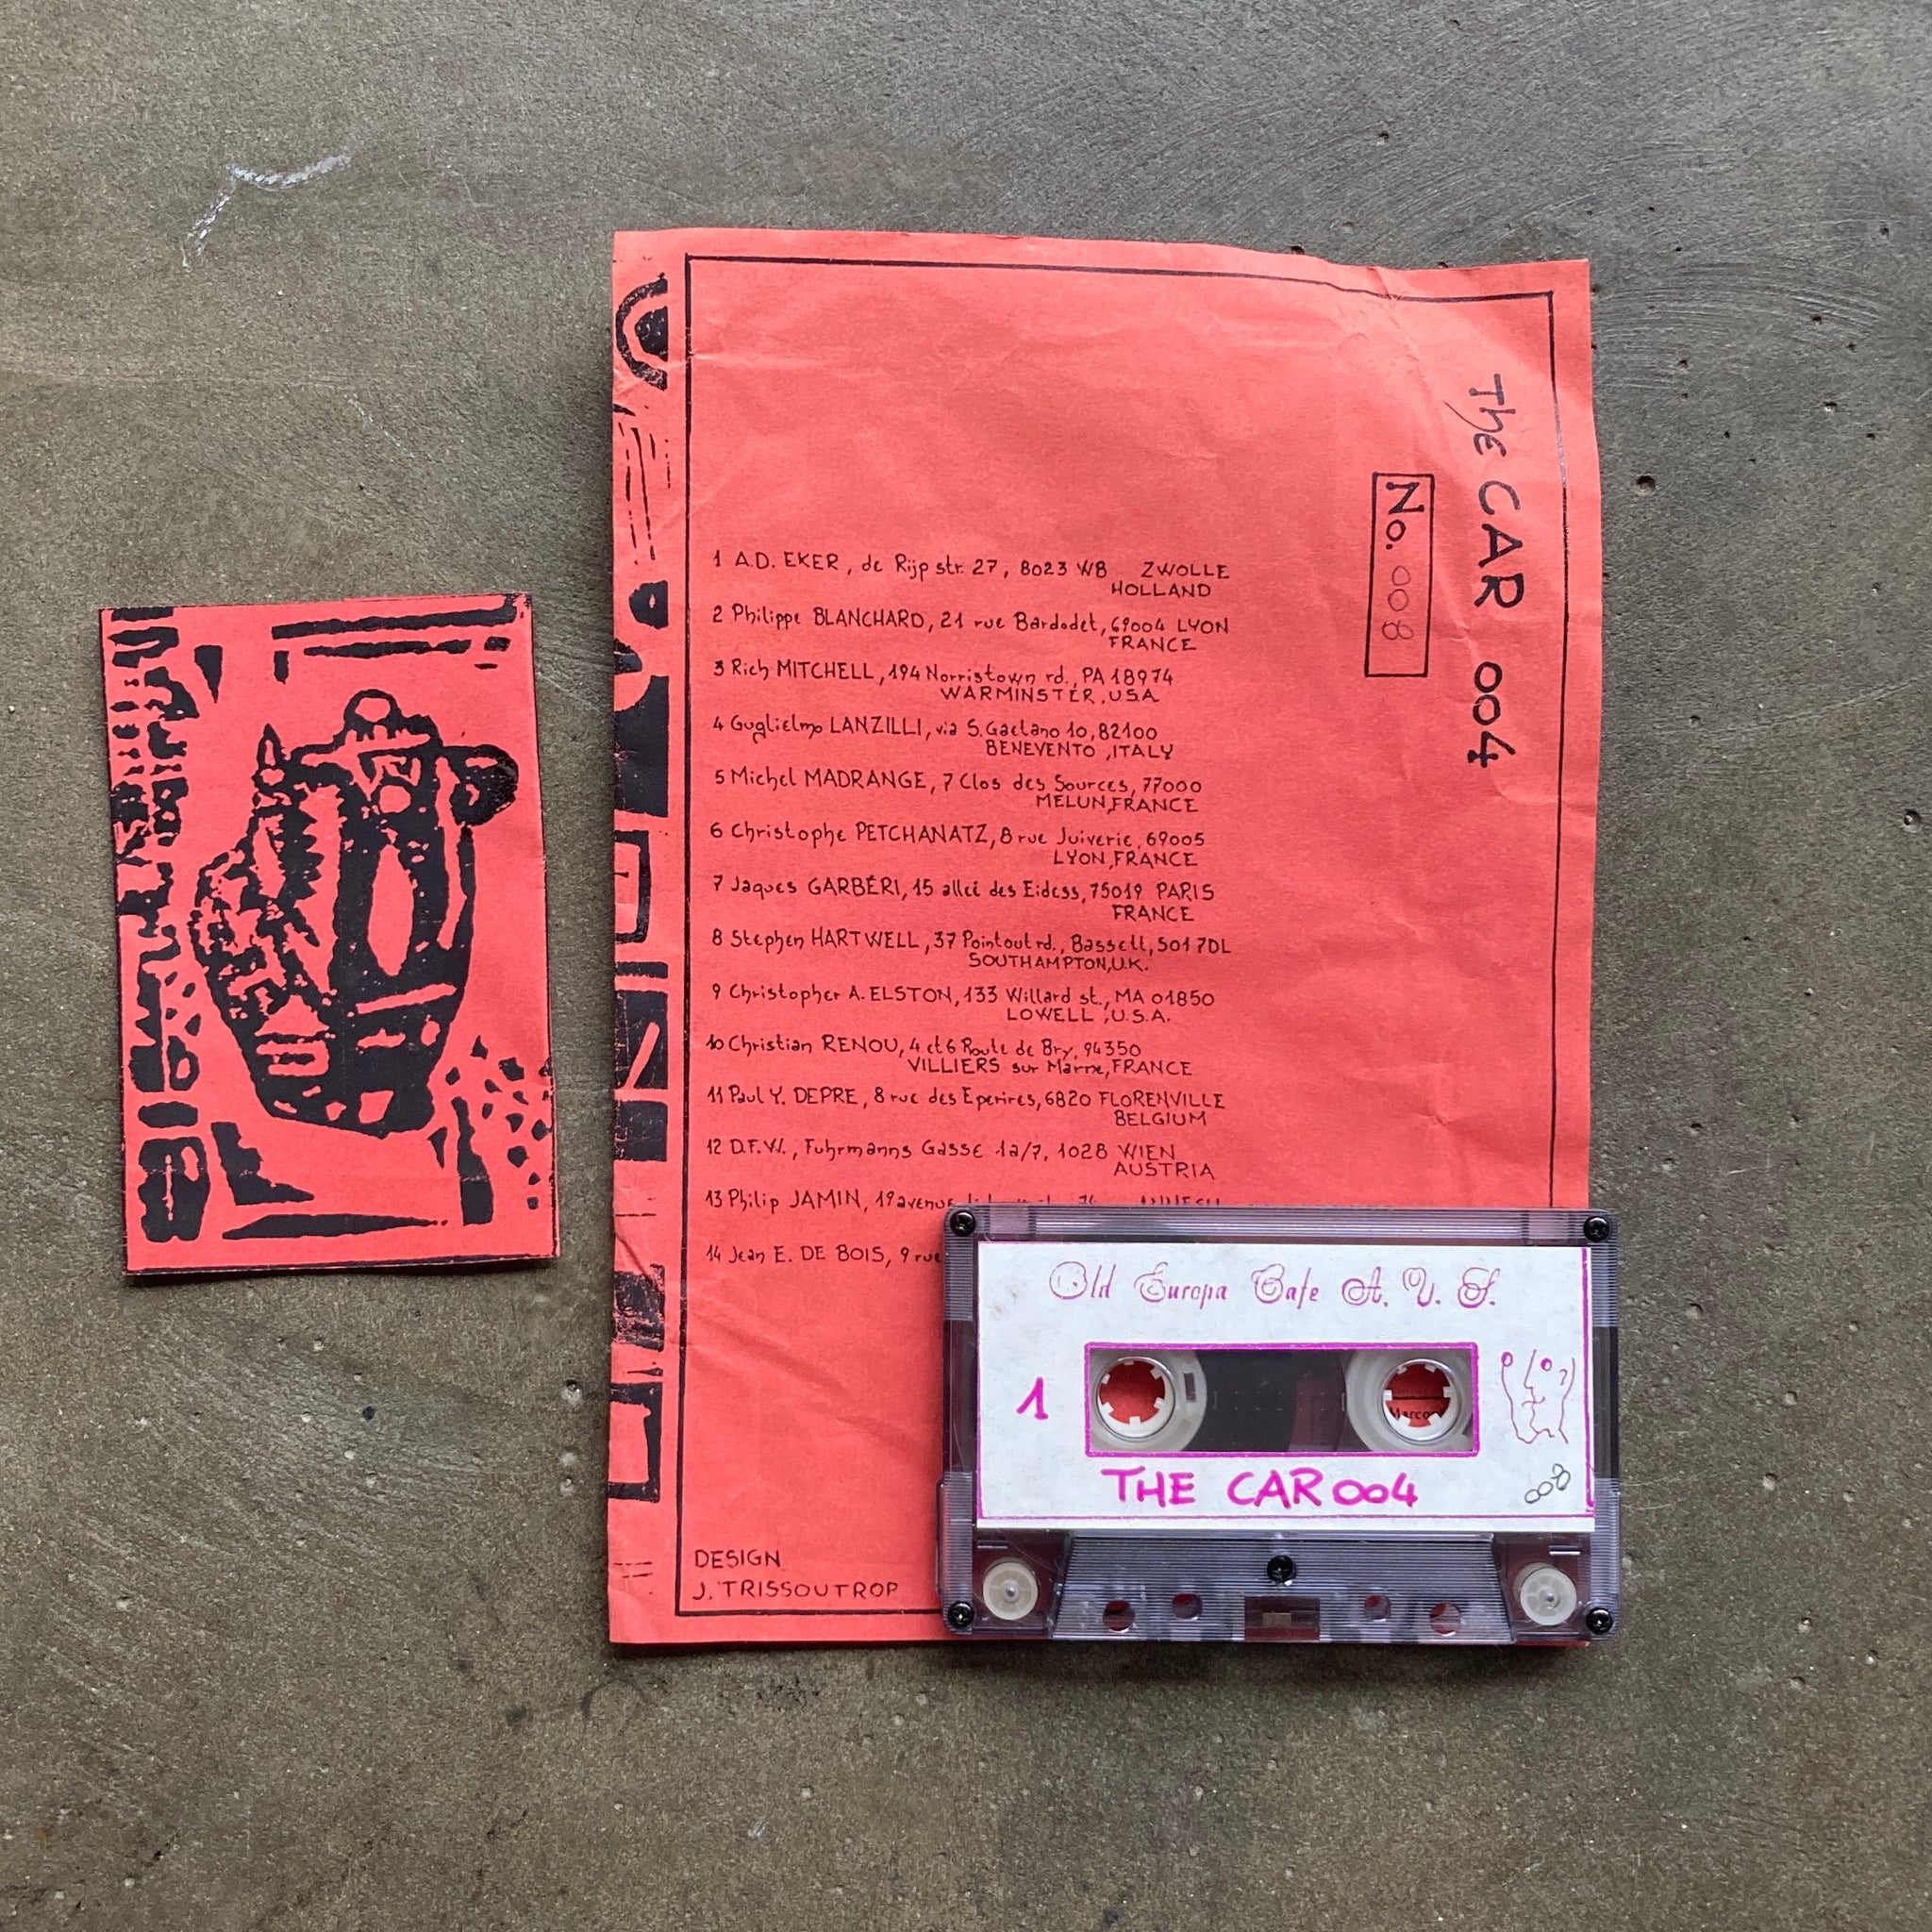 The CAR 004
No. 008
1 A.D. EKER, de Rijp str. 27, 8023 WB ZWOLLE
HOLLAND
2 Philippe BLANCHARD, 21 rue Bardodet, 69004 LYON
FRANCE
3 Rich MITCHELL, 194 Norristown rd., PA 18974
WARMINSTER, U.S.A.
4 Guglielmo LANZILLI, via S. Gaetano 10, 82100
BENEVENTO, ITALY
5 Michel MADRANGE, 7 Clos des Sources, 77000
MELUN, FRANCE
6 Christophe PETCHANATZ, 8 rue Juiverie, 69005
LYON, FRANCE
7 Jaques GARBÉRI, 15 alleé des Eidess, 75019 PARIS
FRANCE
8 Stephen HARTWELL, 37 Pointout rd., Bassett, SO1 7DL
SOUTHAMPTON, U.K.
9 Christopher A. ELSTON, 133 Willard st., MA 01850
LOWELL, U.S.A.
10 Christian RENOU, 4 et 6 Route de Bry, 94350
VILLIERS sur Marne, FRANCE
11 Paul Y. DEPRE, 8 rue des Eperires, 6820 FLORENVILLE
BELGIUM
12 D.F.W., Fuhrmanns Gasse 1a/7, 1028 WIEN
AUSTRIA
13 Philip JAMIN, 19 avenue
14 Jean E. DE BOIS, 9 rue
DESIGN
J. TRISSOUTROP
Old Europa Cafe A. V. S.
1
Marco
THE CAR 004
008